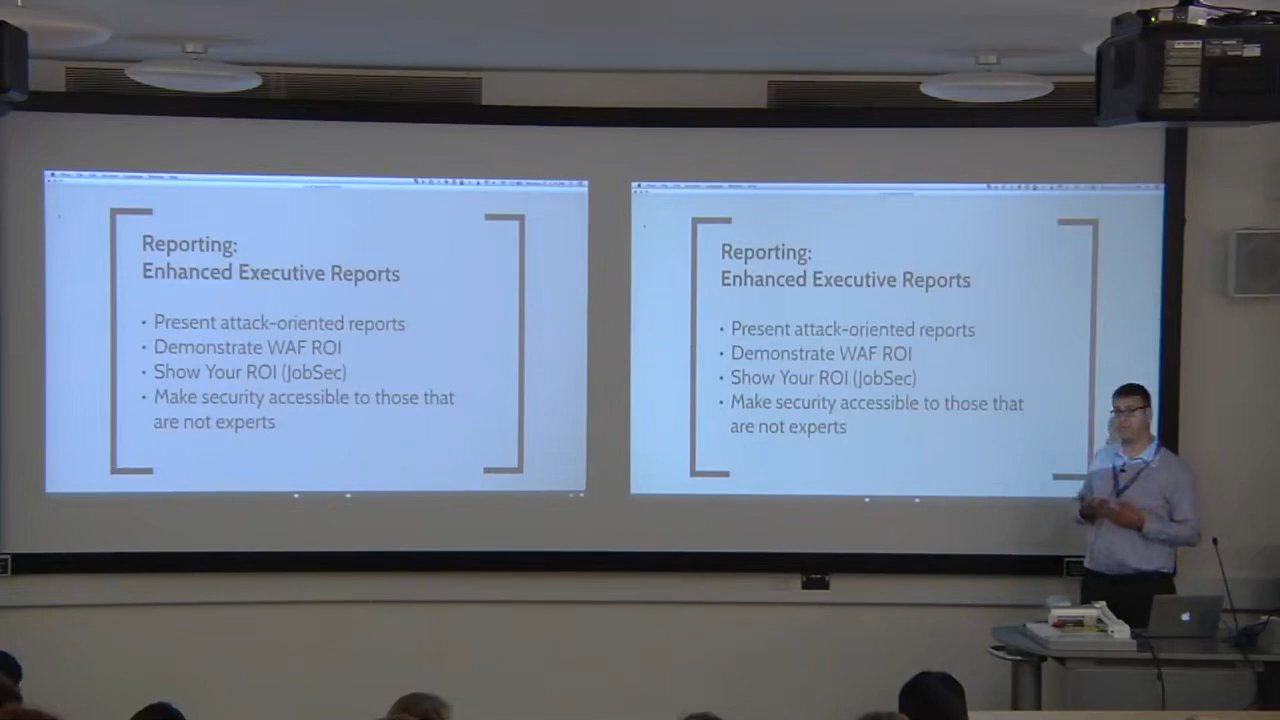 Reporting:
Enhanced Executive Reports
• Present attack-oriented reports
• Demonstrate WAF ROI
• Show Your ROI (JobSec)
• Make security accessible to those that
are not experts
Reporting:
Enhanced Executive Reports
• Present attack-oriented reports
• Demonstrate WAF ROI
• Show Your ROI (JobSec)
• Make security accessible to those that
are not experts